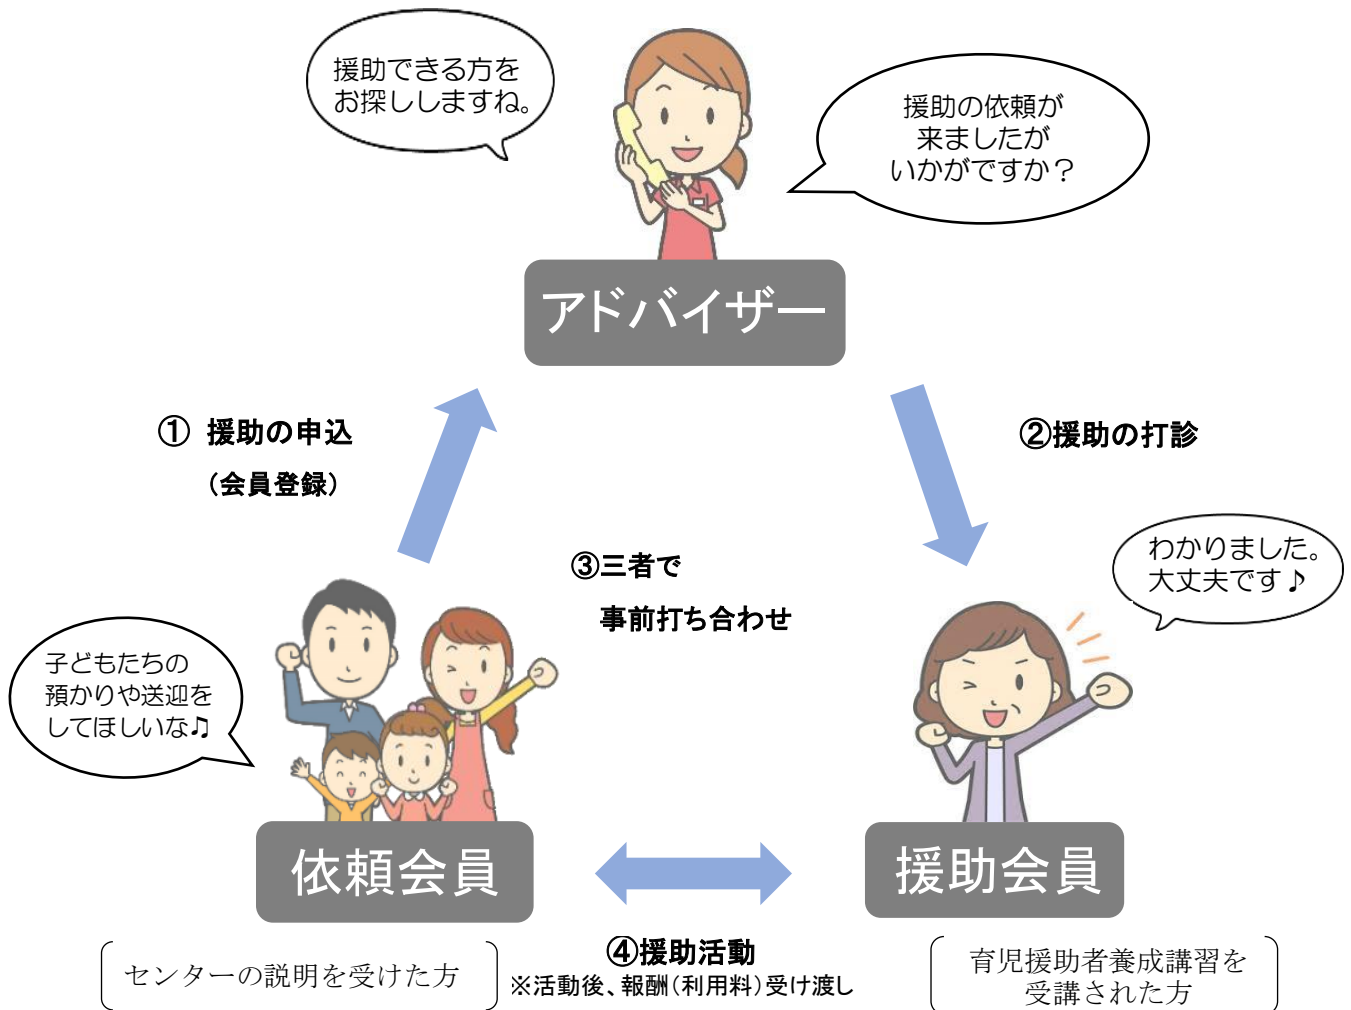 援助できる方を
お探ししますね。
援助の依頼が
来ましたが
いかがですか？
アドバイザー
① 援助の申込
（会員登録）
②援助の打診
③三者で
事前打ち合わせ
わかりました。
大丈夫です♪
子どもたちの
預かりや送迎を
してほしいな♫
依頼会員
援助会員
④援助活動
※活動後、報酬（利用料）受け渡し
センターの説明を受けた方
育児援助者養成講習を
受講された方